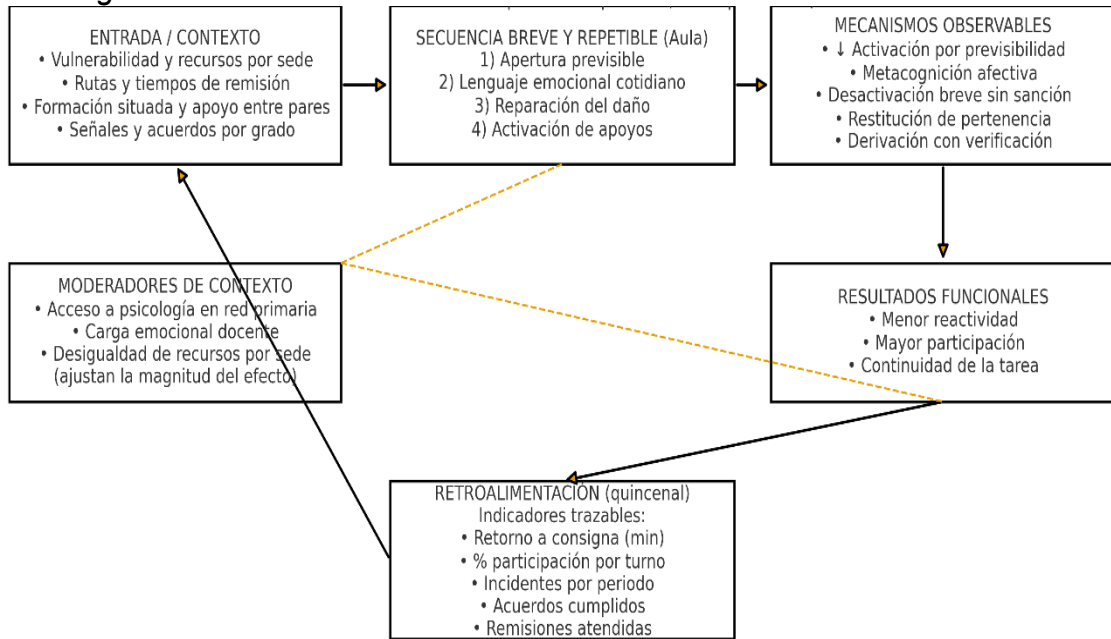 ENTRADA / CONTEXTO
• Vulnerabilidad y recursos por sede
• Rutas y tiempos de remisión
• Formación situada y apoyo entre pares
• Señales y acuerdos por grado
SECUENCIA BREVE Y REPETIBLE (Aula)
1) Apertura previsible
2) Lenguaje emocional cotidiano
3) Reparación del daño
4) Activación de apoyos
MECANISMOS OBSERVABLES
• ↓ Activación por previsibilidad
• Metacognición afectiva
• Desactivación breve sin sanción
• Restitución de pertenencia
• Derivación con verificación
MODERADORES DE CONTEXTO
• Acceso a psicología en red primaria
• Carga emocional docente
• Desigualdad de recursos por sede
(ajustan la magnitud del efecto)
RESULTADOS FUNCIONALES
• Menor reactividad
• Mayor participación
• Continuidad de la tarea
RETROALIMENTACIÓN (quincenal)
Indicadores trazables:
• Retorno a consigna (min)
• % participación por turno
• Incidentes por periodo
• Acuerdos cumplidos
• Remisiones atendidas